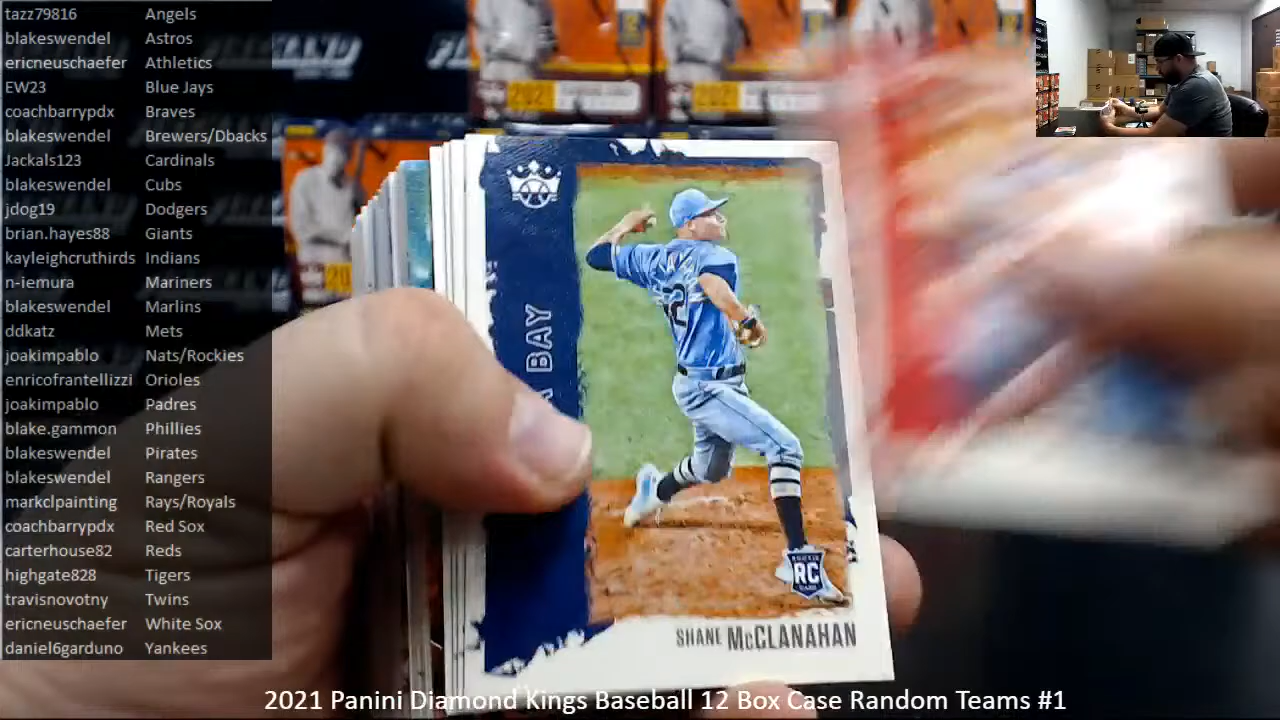 tazz79816 Angels
blakeswendel Astros
ericneuschaefer Athletics
EW23 Blue Jays
coachbarrypdx Braves
blakeswendel Brewers/Dbacks
Jackals123 Cardinals
blakeswendel Cubs
jdog19 Dodgers
brian.hayes88 Giants
kayleighcruthirds Indians
n-iemura Mariners
blakeswendel Marlins
ddkatz Mets
joakimpablo Nats/Rockies
enricofrantellizzi Orioles
joakimpablo Padres
blake.gammon Phillies
blakeswendel Pirates
blakeswendel Rangers
markclpainting Rays/Royals
coachbarrypdx Red Sox
carterhouse82 Reds
highgate828 Tigers
travisnovotny Twins
ericneuschaefer White Sox
daniel6garduno Yankees
2021
2021
20
BAY
12
RC
SHANE McCLANAHAN
2021 Panini Diamond Kings Baseball 12 Box Case Random Teams #1